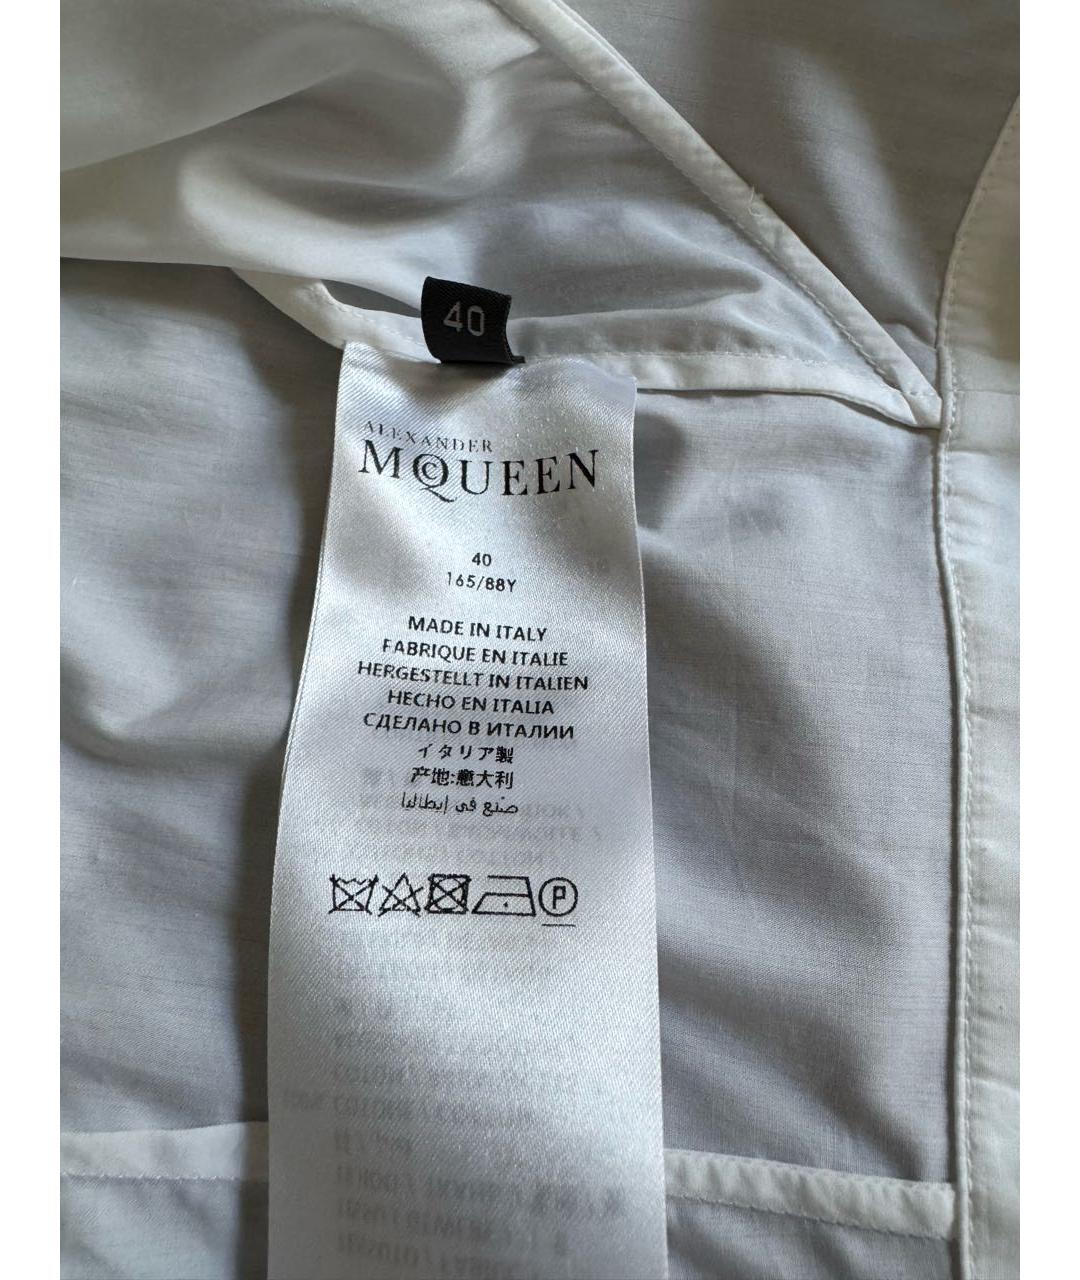 40
ALEXANDER
McQUEEN
40
165/88Y
MADE IN ITALY
FABRIQUE EN ITALIE
HERGESTELLT IN ITALIEN
HECHO EN ITALIA
СДЕЛАНО В ИТАЛИИ
イタリア製
产地:意大利
صنع في إيطاليا
P